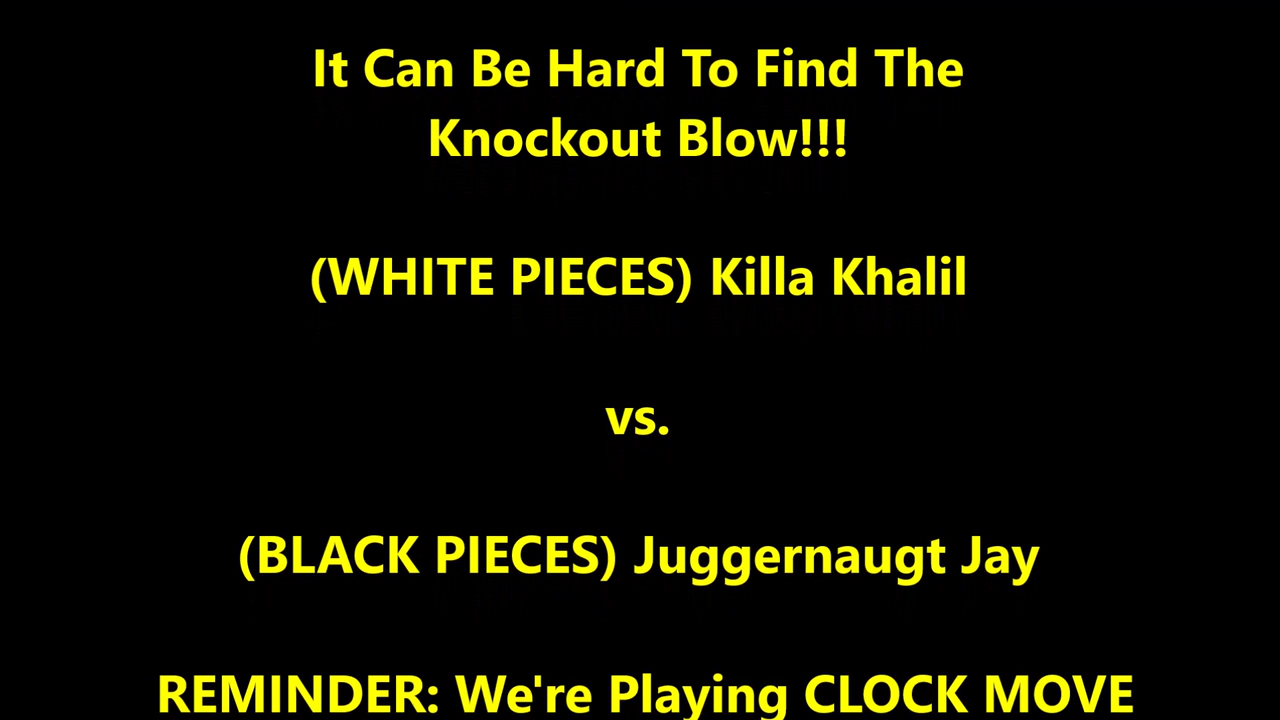 It Can Be Hard To Find The
Knockout Blow!!!
(WHITE PIECES) Killa Khalil
vs.
(BLACK PIECES) Juggernaugt Jay
REMINDER: We're Playing CLOCK MOVE